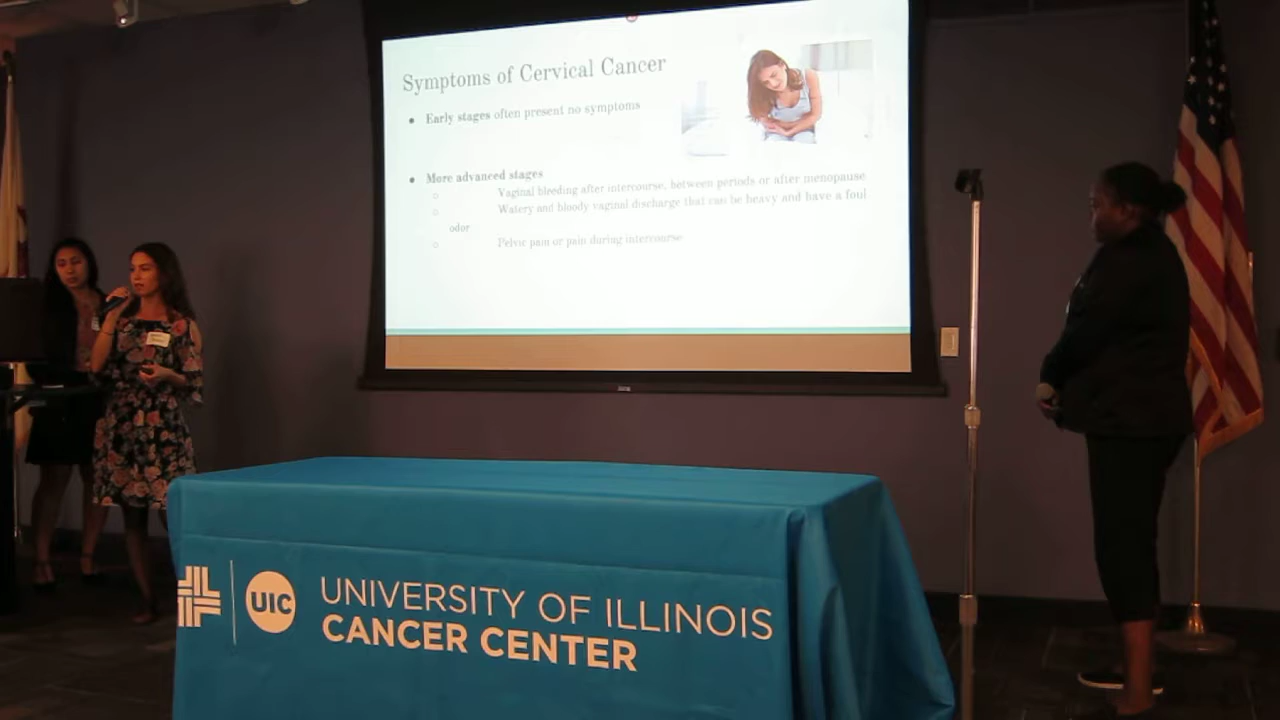 Symptoms of Cervical Cancer
● Early stages often present no symptoms
● More advanced stages
○ Vaginal bleeding after intercourse, between periods or after menopause
○ Watery and bloody vaginal discharge that can be heavy and have a foul
odor
○ Pelvic pain or pain during intercourse
UIC
UNIVERSITY OF ILLINOIS
CANCER CENTER